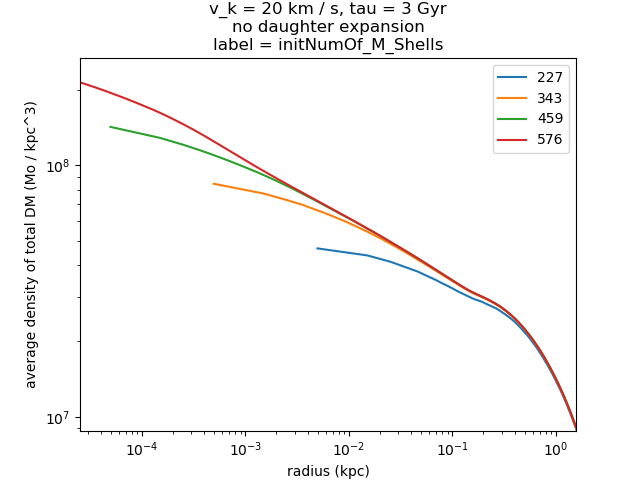 v_k = 20 km / s, tau = 3 Gyr
no daughter expansion
label = initNumOf_M_Shells
227
343
459
576
average density of total DM (Mo / kpc^3)
10^8
10^7
10^-4
10^-3
10^-2
10^-1
10^0
radius (kpc)